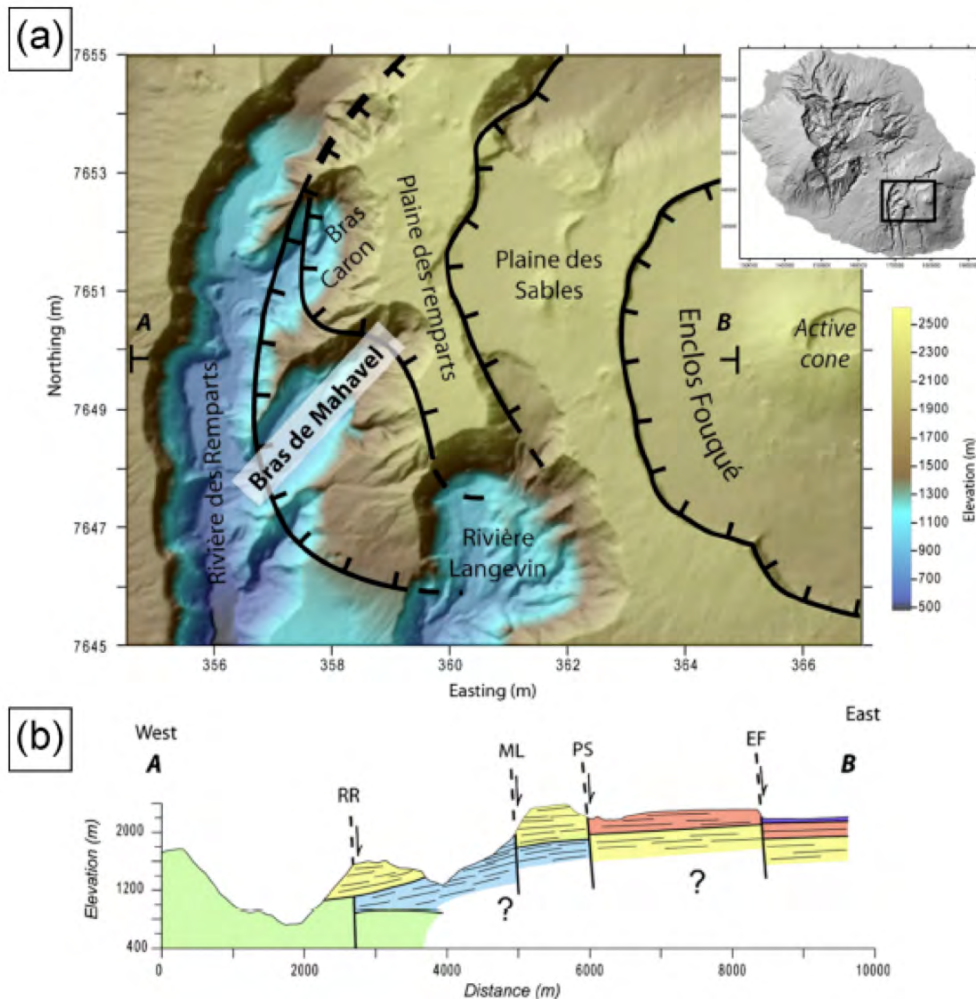 (a)
7655
7653
7651
7649
7647
7645
Northing (m)
356
358
360
362
364
366
Easting (m)
A
B
Rivière des Remparts
Bras
Caron
Bras de Mahavel
Plaine des remparts
Plaine des
Sables
Enclos Fouqué
Active
cone
Rivière
Langevin
2500
2300
2100
1900
1700
1500
1300
1100
900
700
500
Elevation (m)
(b)
West
East
A
B
RR
ML
PS
EF
?
?
2000
1200
400
Elevation (m)
0
2000
4000
6000
8000
10000
Distance (m)